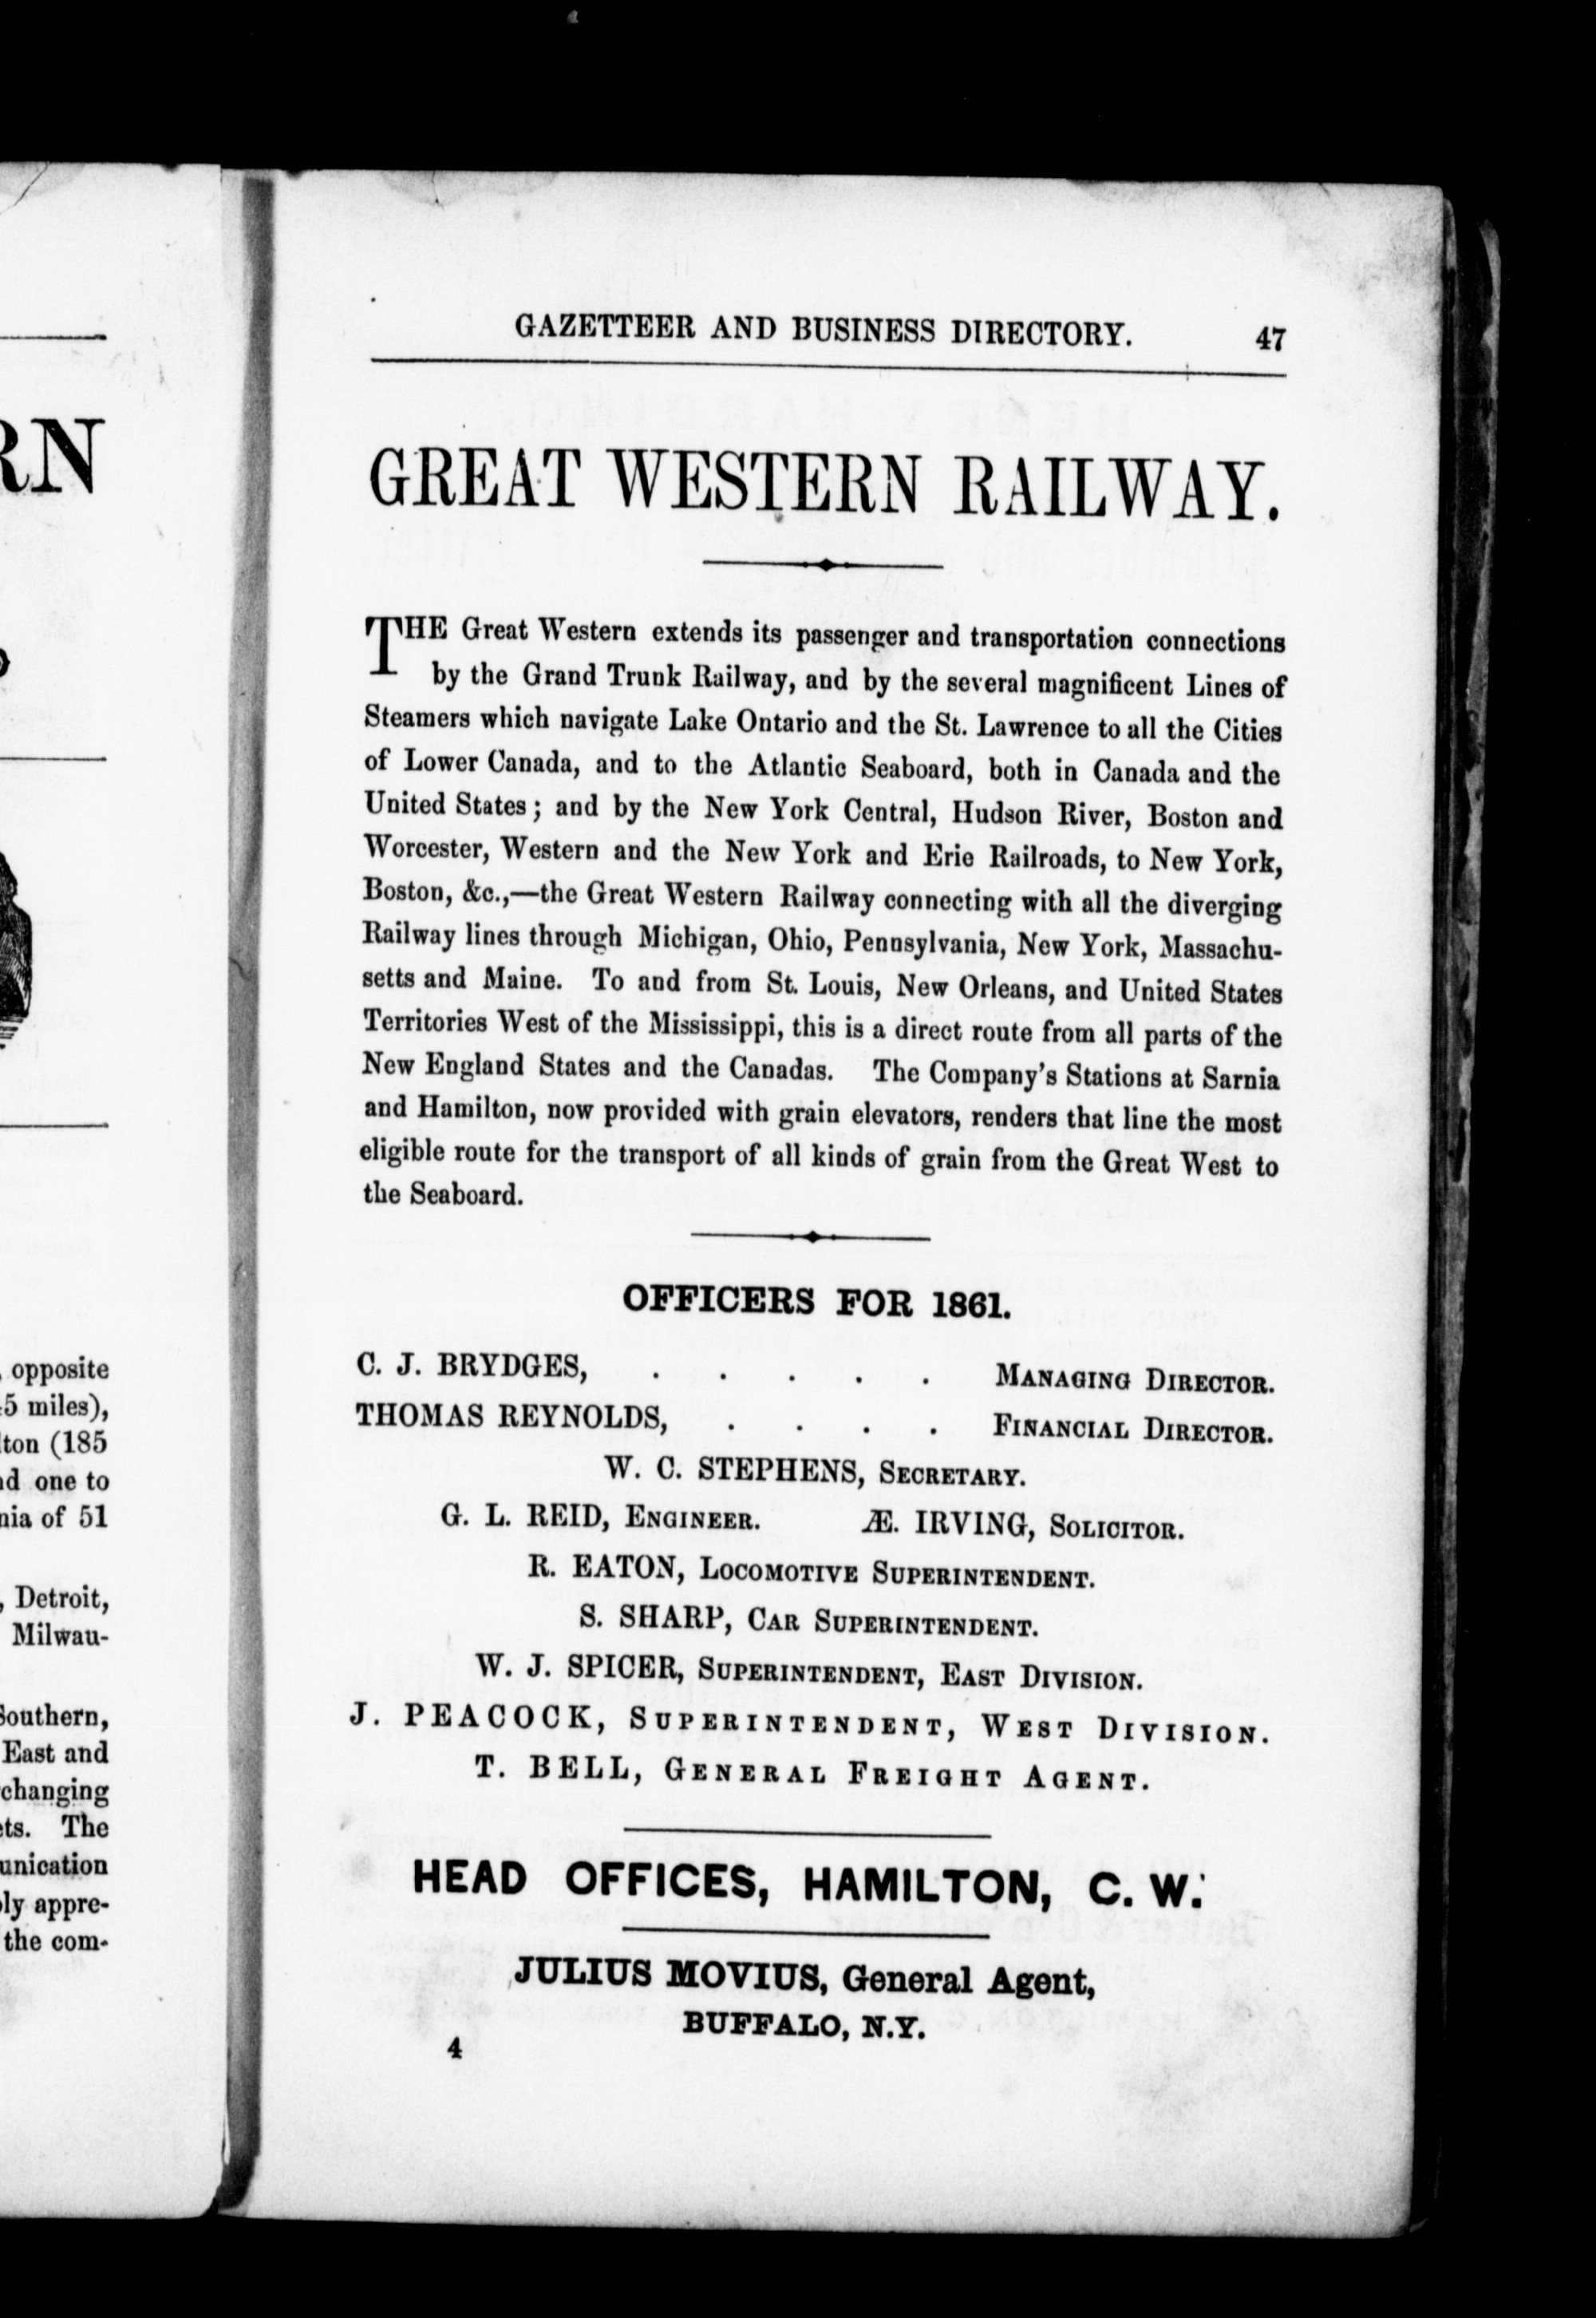 RN
opposite
5 miles),
ton (185
d one to
nia of 51
, Detroit,
Milwau-
Southern,
East and
changing
ts. The
unication
ly appre-
the com-
GAZETTEER AND BUSINESS DIRECTORY. 47
GREAT WESTERN RAILWAY.
THE Great Western extends its passenger and transportation connections
by the Grand Trunk Railway, and by the several magnificent Lines of
Steamers which navigate Lake Ontario and the St. Lawrence to all the Cities
of Lower Canada, and to the Atlantic Seaboard, both in Canada and the
United States; and by the New York Central, Hudson River, Boston and
Worcester, Western and the New York and Erie Railroads, to New York,
Boston, &c.,—the Great Western Railway connecting with all the diverging
Railway lines through Michigan, Ohio, Pennsylvania, New York, Massachu-
setts and Maine. To and from St. Louis, New Orleans, and United States
Territories West of the Mississippi, this is a direct route from all parts of the
New England States and the Canadas. The Company's Stations at Sarnia
and Hamilton, now provided with grain elevators, renders that line the most
eligible route for the transport of all kinds of grain from the Great West to
the Seaboard.
OFFICERS FOR 1861.
C. J. BRYDGES, . . . . . MANAGING DIRECTOR.
THOMAS REYNOLDS, . . . . FINANCIAL DIRECTOR.
W. C. STEPHENS, SECRETARY.
G. L. REID, ENGINEER. Æ. IRVING, SOLICITOR.
R. EATON, LOCOMOTIVE SUPERINTENDENT.
S. SHARP, CAR SUPERINTENDENT.
W. J. SPICER, SUPERINTENDENT, EAST DIVISION.
J. PEACOCK, SUPERINTENDENT, WEST DIVISION.
T. BELL, GENERAL FREIGHT AGENT.
HEAD OFFICES, HAMILTON, C. W.
JULIUS MOVIUS, General Agent,
BUFFALO, N.Y.
4